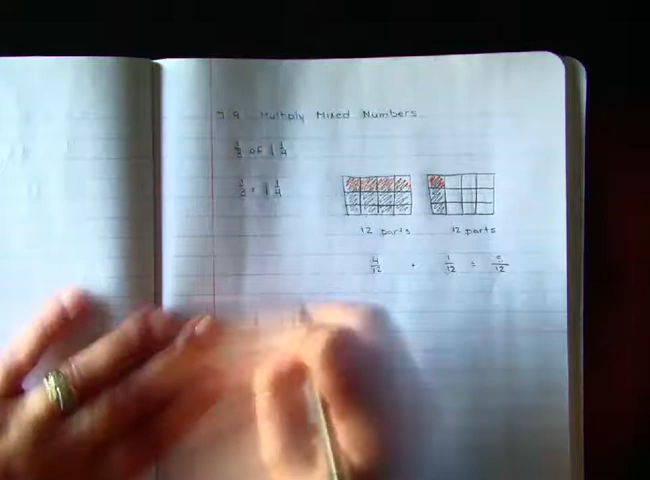 7.9 Multiply Mixed Numbers
1/3 of 1 1/4
1/3 · 1 1/4
12 parts 12 parts
4/12 + 1/12 = 5/12